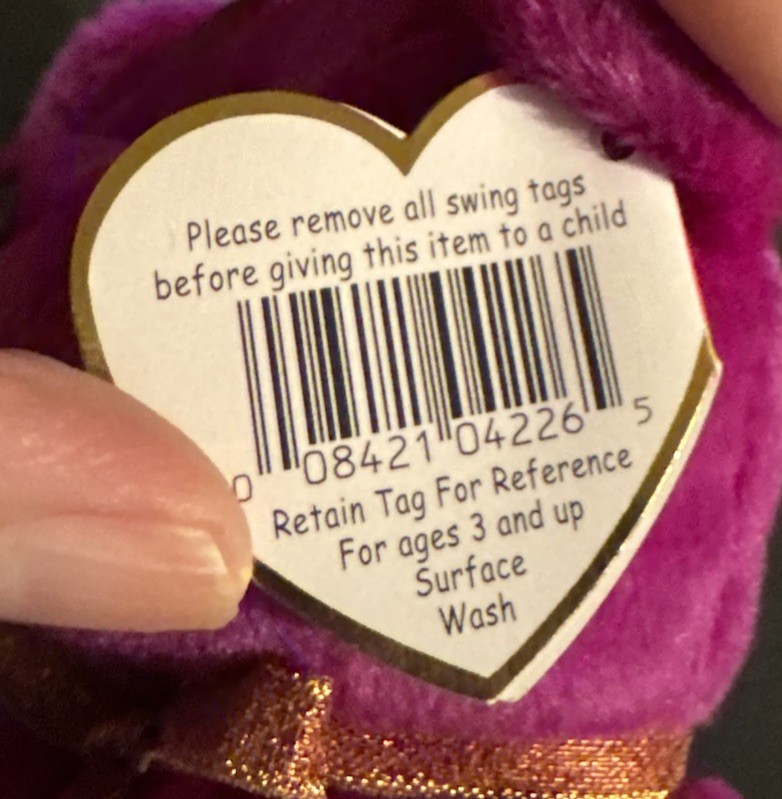 Please remove all swing tags
before giving this item to a child
0 08421 04226 5
Retain Tag For Reference
For ages 3 and up
Surface
Wash